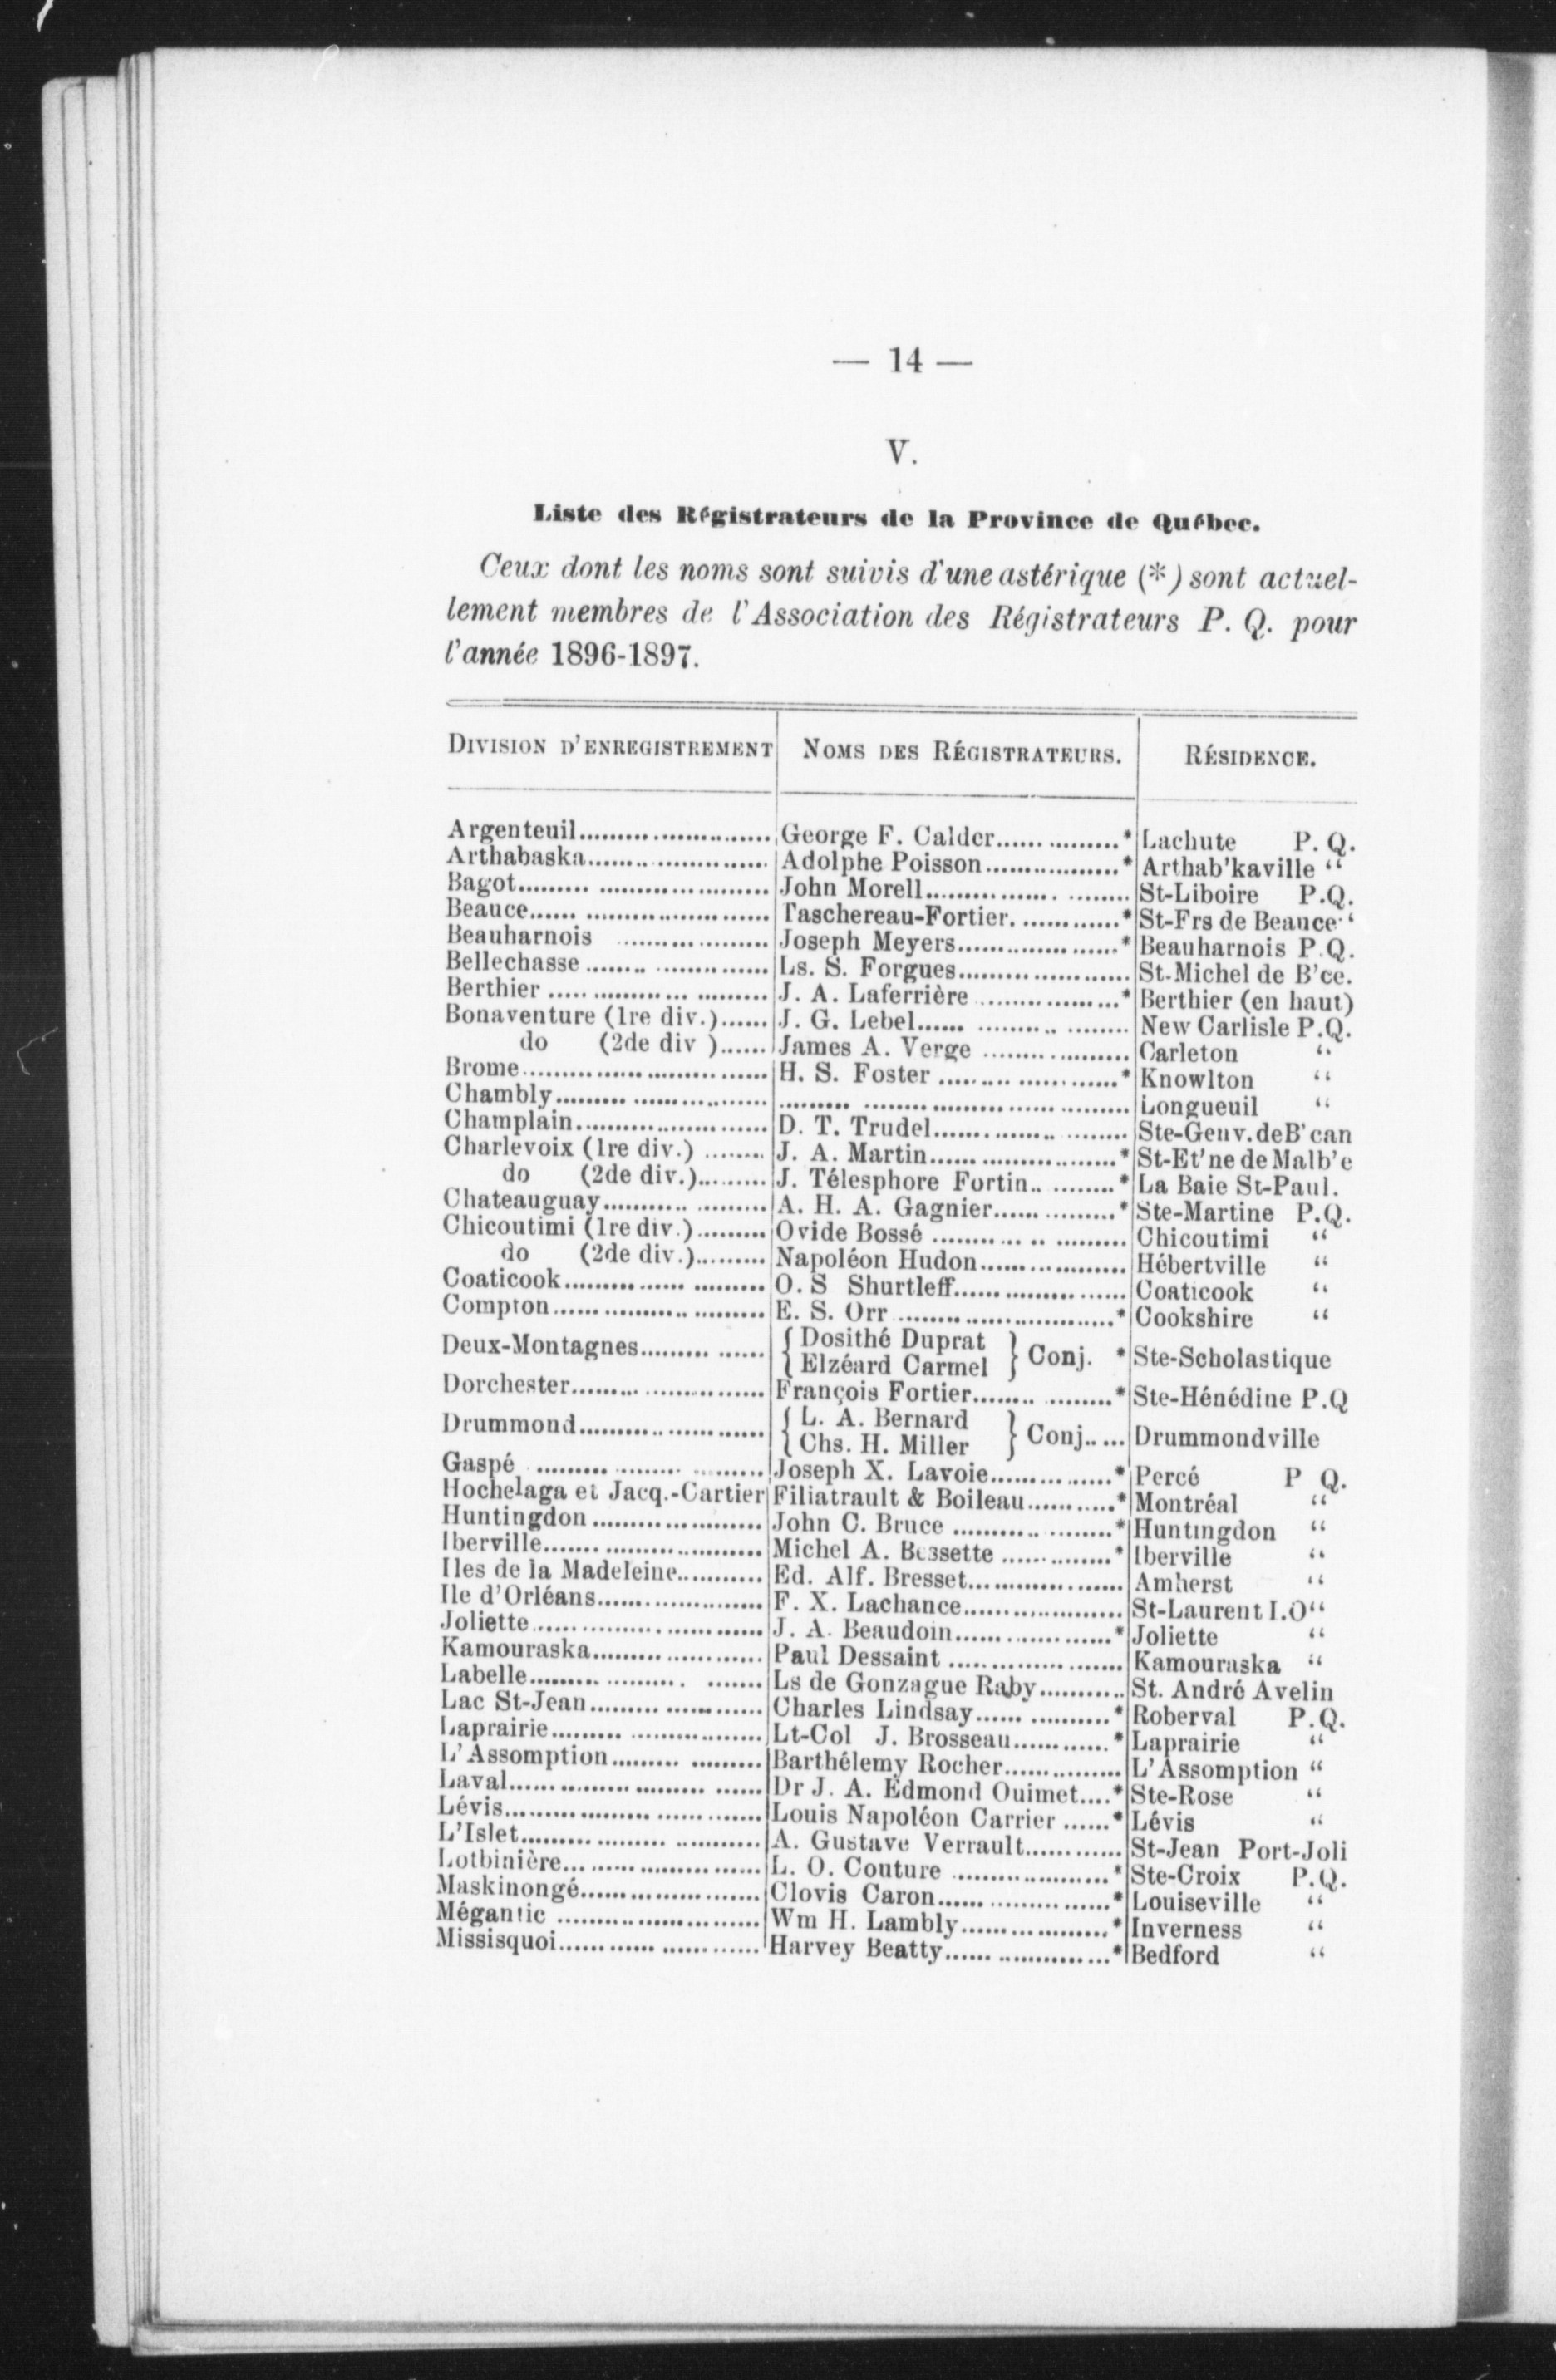 — 14 —
V.
Liste des Régistrateurs de la Province de Québec.
Ceux dont les noms sont suivis d'une astérique (*) sont actuel-
lement membres de l'Association des Régistrateurs P. Q. pour
l'année 1896-1897.
DIVISION D'ENREGISTREMENT NOMS DES RÉGISTRATEURS. RÉSIDENCE.
Argenteuil........................ George F. Calder................* Lachute P. Q.
Arthabaska........................ Adolphe Poisson.................* Arthab'kaville “
Bagot............................. John Morell.......................... St-Liboire P.Q.
Beauce............................ Taschereau-Fortier.............* St-Frs de Beauce “
Beauharnois ................... Joseph Meyers.....................* Beauharnois P.Q.
Bellechasse ....................... Ls. S. Forgues...................... St-Michel de B'ce.
Berthier .......................... J. A. Laferrière ..................* Berthier (en haut)
Bonaventure (1re div.)...... J. G. Lebel......................... New Carlisle P.Q.
do (2de div )...... James A. Verge ................... Carleton “
Brome............................. H. S. Foster ......................* Knowlton “
Chambly........................... ........................................ Longueuil “
Champlain........................ D. T. Trudel........................ Ste-Genv.deB'can
Charlevoix (1re div.) ........ J. A. Martin.......................* St-Et'ne de Malb'e
do (2de div.)......... J. Télesphore Fortin.. ........* La Baie St-Paul.
Chateauguay..................... A. H. A. Gagnier................* Ste-Martine P.Q.
Chicoutimi (1re div.)......... Ovide Bossé ........................ Chicoutimi “
do (2de div.)......... Napoléon Hudon.................. Hébertville “
Coaticook......................... O. S Shurtleff...................... Coaticook “
Compton.......................... E. S. Orr ...........................* Cookshire “
Deux-Montagnes............... { Dosithé Duprat
Elzéard Carmel } Conj. * Ste-Scholastique
Dorchester........................ François Fortier.................* Ste-Hénédine P.Q
Drummond........................ { L. A. Bernard
Chs. H. Miller } Conj..... Drummondville
Gaspé ............................ Joseph X. Lavoie...............* Percé P Q.
Hochelaga et Jacq.-Cartier Filiatrault & Boileau...........* Montréal “
Huntingdon ..................... John C. Bruce ....................* Huntingdon “
Iberville........................... Michel A. Bessette ..............* Iberville “
Iles de la Madeleine........... Ed. Alf. Bresset................... Amherst “
Ile d'Orléans..................... F. X. Lachance.................... St-Laurent I.O“
Joliette............................ J. A. Beaudoin....................* Joliette “
Kamouraska..................... Paul Dessaint ...................... Kamouraska “
Labelle............................ Ls de Gonzague Raby........... St. André Avelin
Lac St-Jean...................... Charles Lindsay.................* Roberval P.Q.
Laprairie.......................... Lt-Col J. Brosseau............* Laprairie “
L'Assomption.................. Barthélemy Rocher............... L'Assomption “
Laval.............................. Dr J. A. Edmond Ouimet....* Ste-Rose “
Lévis............................... Louis Napoléon Carrier ......* Lévis “
L'Islet............................. A. Gustave Verrault............ St-Jean Port-Joli
Lotbinière........................ L. O. Couture ....................* Ste-Croix P.Q.
Maskinongé...................... Clovis Caron......................* Louiseville “
Mégantic ......................... Wm H. Lambly...................* Inverness “
Missisquoi........................ Harvey Beatty.....................* Bedford “